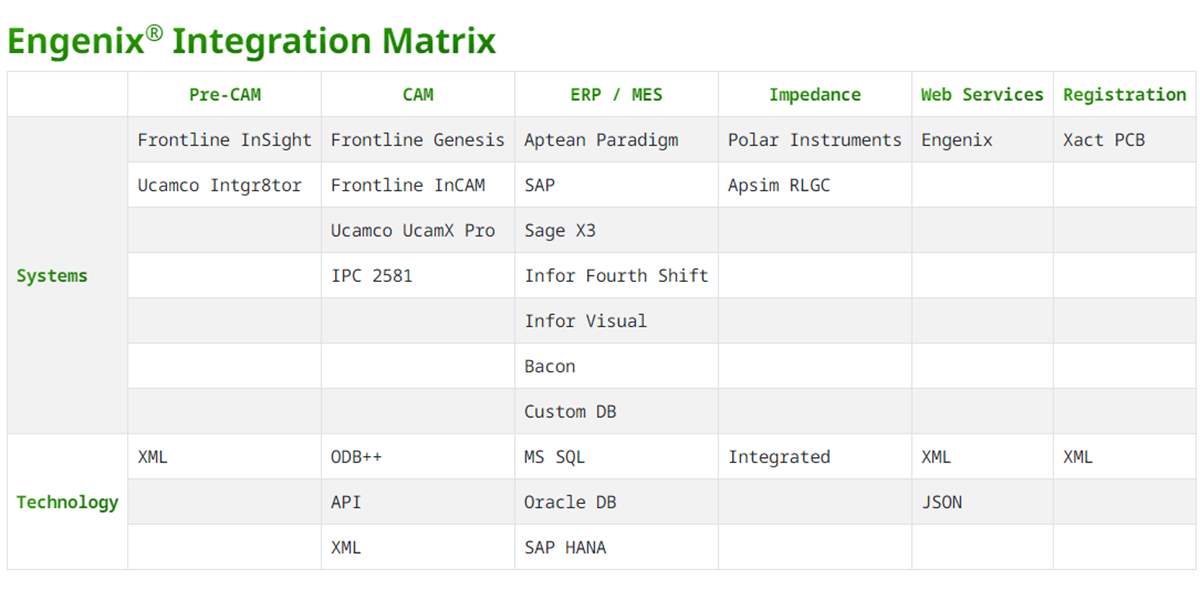 Engenix® Integration Matrix
Pre-CAM CAM ERP / MES Impedance Web Services Registration
Frontline InSight Frontline Genesis Aptean Paradigm Polar Instruments Engenix Xact PCB
Ucamco Intgr8tor Frontline InCAM SAP Apsim RLGC
Ucamco UcamX Pro Sage X3
Systems IPC 2581 Infor Fourth Shift
Infor Visual
Bacon
Custom DB
XML ODB++ MS SQL Integrated XML XML
Technology API Oracle DB JSON
XML SAP HANA